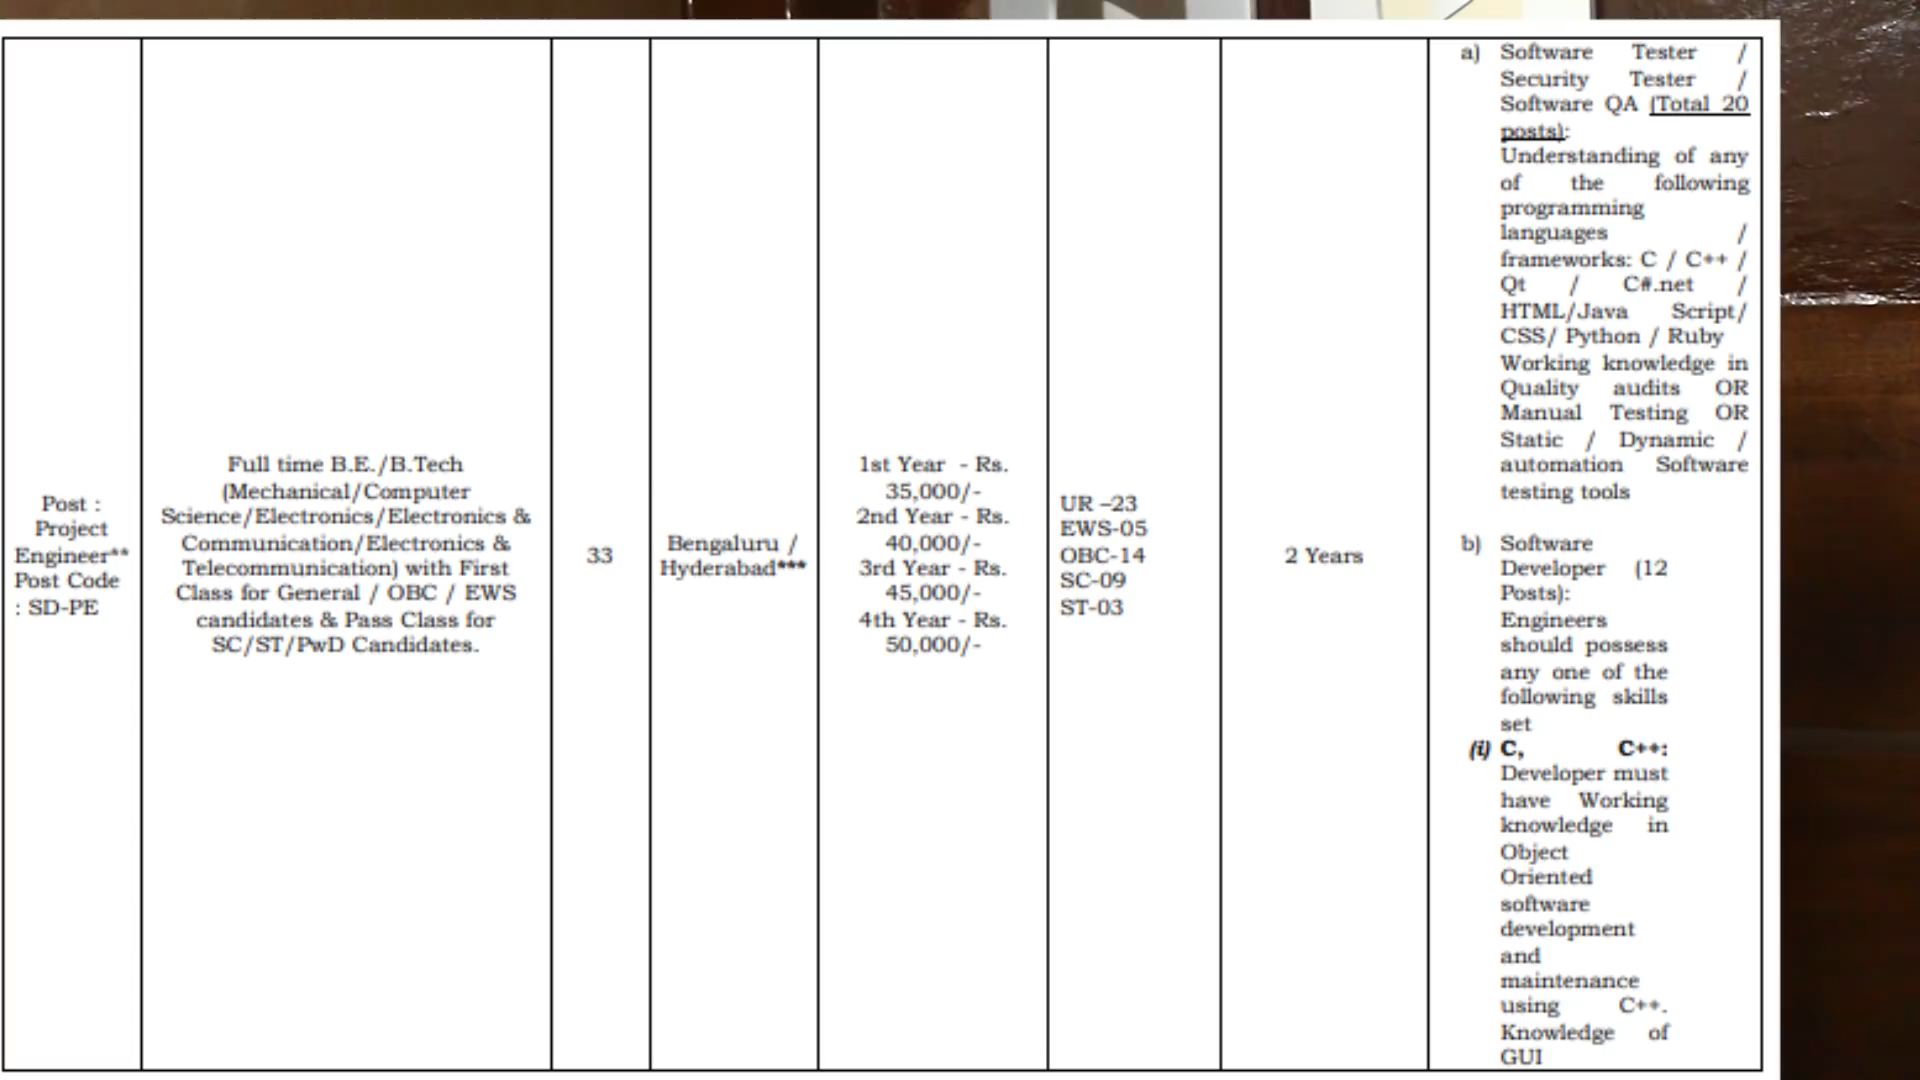 Post :
Project
Engineer**
Post Code
: SD-PE
Full time B.E./B.Tech
(Mechanical/Computer
Science/Electronics/Electronics &
Communication/Electronics &
Telecommunication) with First
Class for General / OBC / EWS
candidates & Pass Class for
SC/ST/PwD Candidates.
33
Bengaluru /
Hyderabad***
1st Year - Rs.
35,000/-
2nd Year - Rs.
40,000/-
3rd Year - Rs.
45,000/-
4th Year - Rs.
50,000/-
UR –23
EWS-05
OBC-14
SC-09
ST-03
2 Years
a) Software Tester /
Security Tester /
Software QA (Total 20
posts):
Understanding of any
of the following
programming
languages /
frameworks: C / C++ /
Qt / C#.net /
HTML/Java Script/
CSS/ Python / Ruby
Working knowledge in
Quality audits OR
Manual Testing OR
Static / Dynamic /
automation Software
testing tools
b) Software
Developer (12
Posts):
Engineers
should possess
any one of the
following skills
set
(i) C, C++:
Developer must
have Working
knowledge in
Object
Oriented
software
development
and
maintenance
using C++.
Knowledge of
GUI